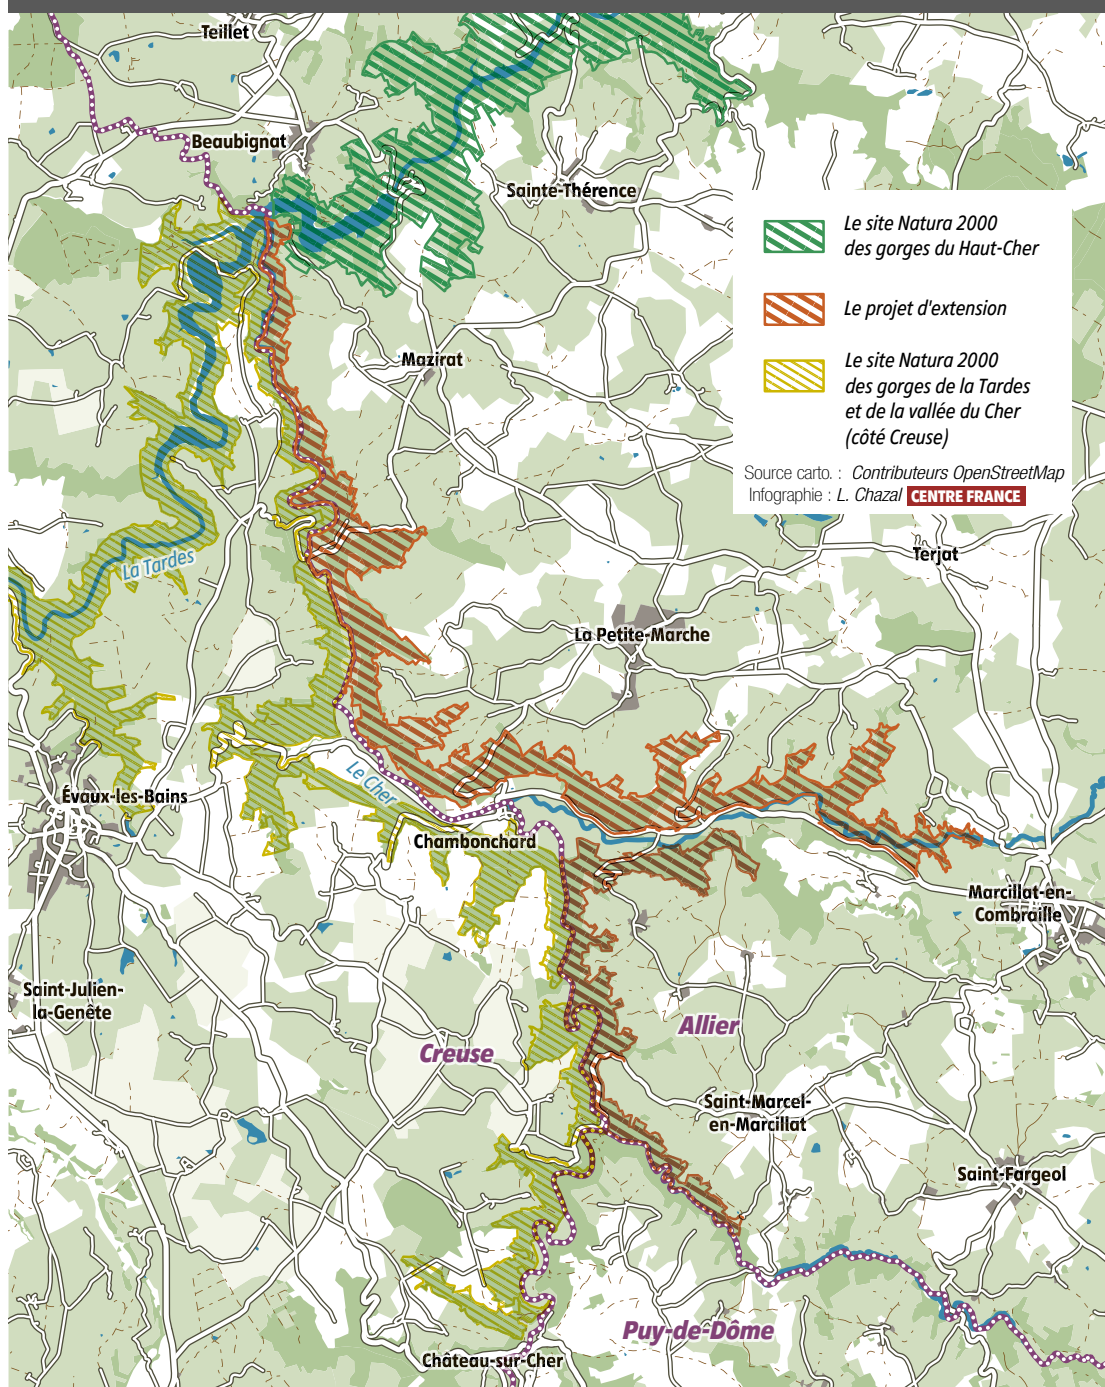 Teillet
Beaubignat
Sainte-Thérence
Le site Natura 2000
des gorges du Haut-Cher
Le projet d'extension
Le site Natura 2000
des gorges de la Tardes
et de la vallée du Cher
(côté Creuse)
Source carto. : Contributeurs OpenStreetMap
Infographie : L. Chazal CENTRE FRANCE
Mazirat
La Tardes
Terjat
La Petite-Marche
Le Cher
Évaux-les-Bains
Chambonchard
Marcillat-en-
Combraille
Saint-Julien-
la-Genête
Allier
Creuse
Saint-Marcel-
en-Marcillat
Saint-Fargeol
Puy-de-Dôme
Château-sur-Cher